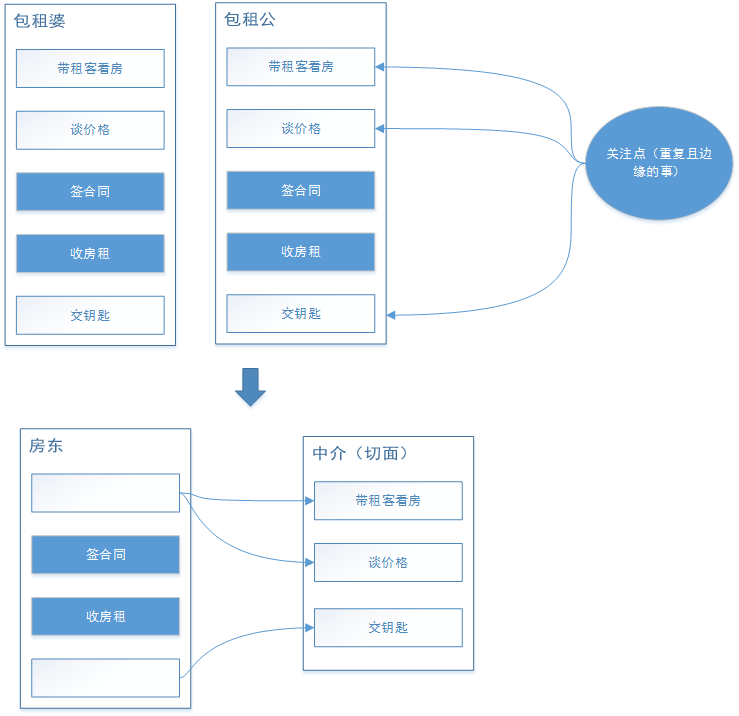 包租婆
带租客看房
谈价格
签合同
收房租
交钥匙
包租公
带租客看房
谈价格
签合同
收房租
交钥匙
关注点（重复且边
缘的事）
房东
签合同
收房租
中介（切面）
带租客看房
谈价格
交钥匙